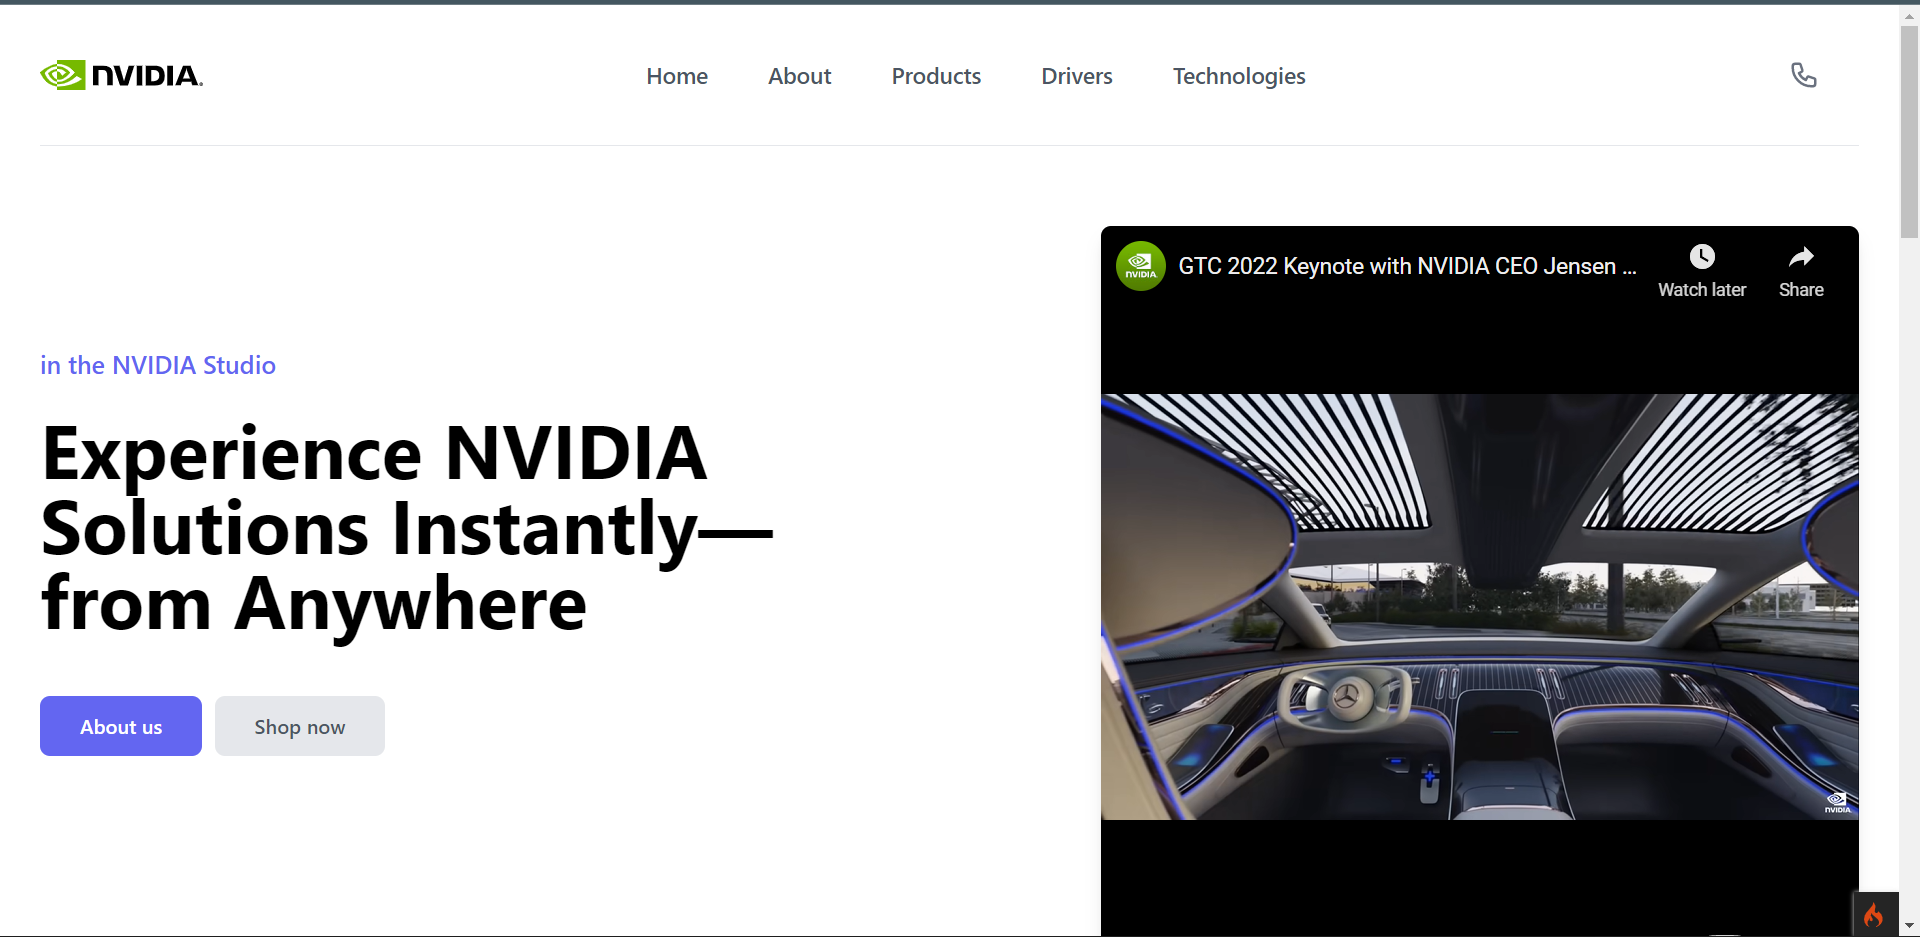 NVIDIA.
Home
About
Products
Drivers
Technologies
NVIDIA.
GTC 2022 Keynote with NVIDIA CEO Jensen ...
Watch later
Share
in the NVIDIA Studio
Experience NVIDIA
Solutions Instantly—
from Anywhere
About us
Shop now
NVIDIA